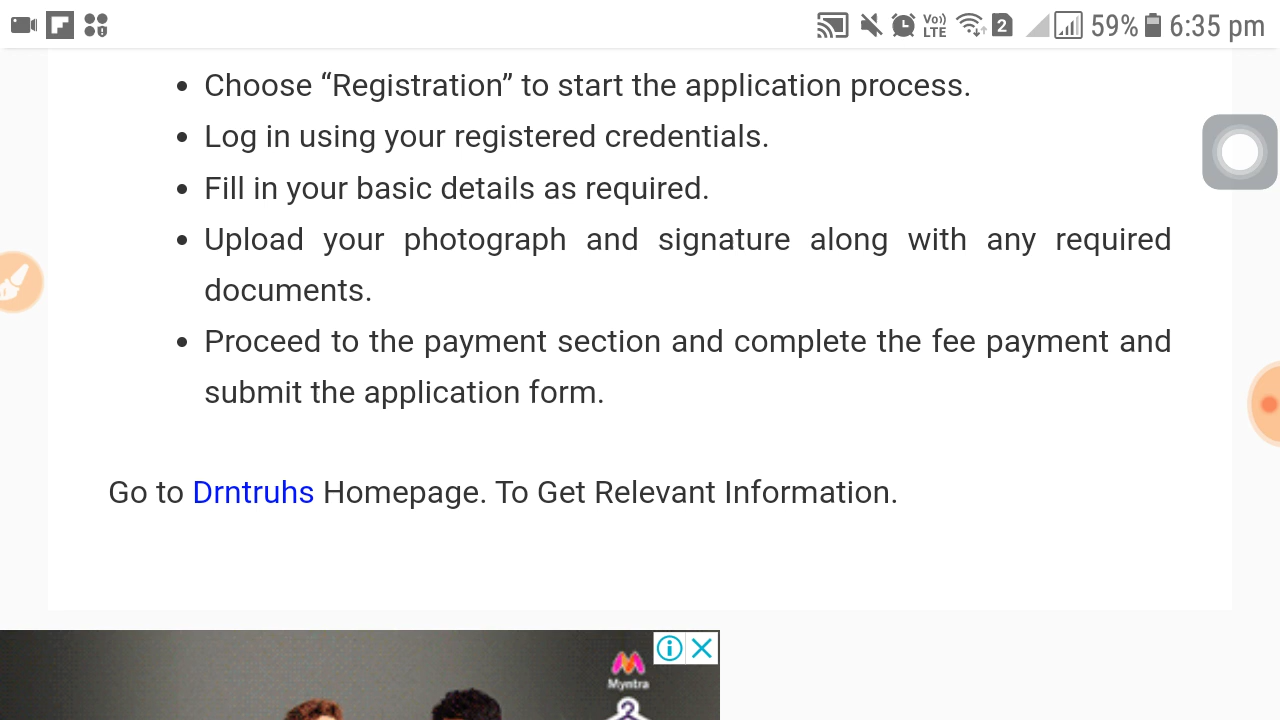 Vo)) LTE 2 59% 6:35 pm
Choose “Registration” to start the application process.
Log in using your registered credentials.
Fill in your basic details as required.
Upload your photograph and signature along with any required
documents.
Proceed to the payment section and complete the fee payment and
submit the application form.
Go to Drntruhs Homepage. To Get Relevant Information.
Myntra